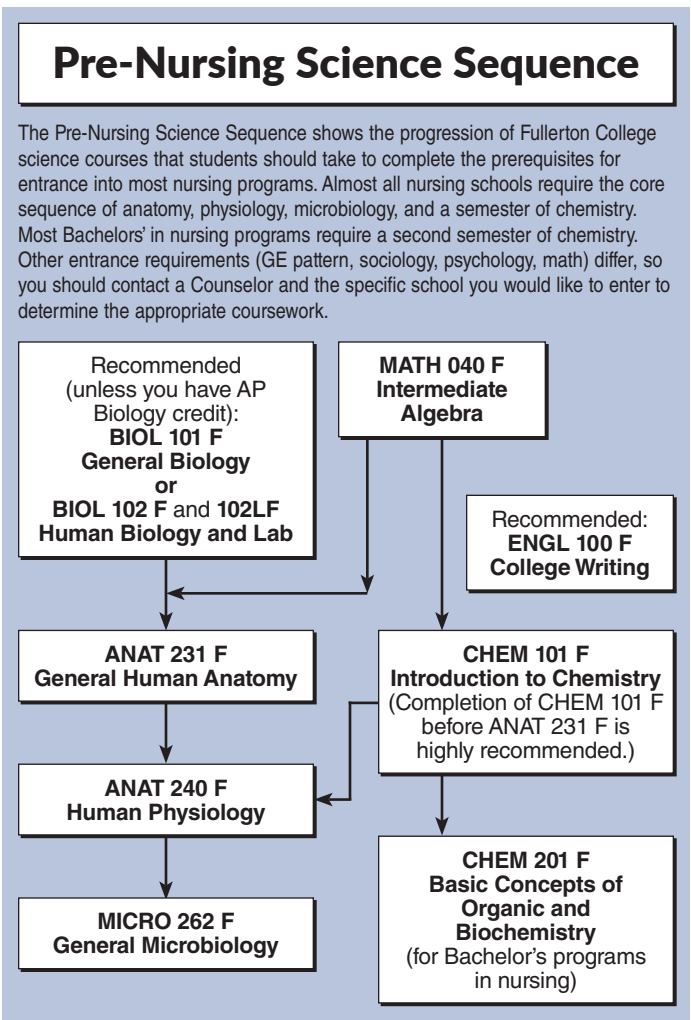 Pre-Nursing Science Sequence
The Pre-Nursing Science Sequence shows the progression of Fullerton College
science courses that students should take to complete the prerequisites for
entrance into most nursing programs. Almost all nursing schools require the core
sequence of anatomy, physiology, microbiology, and a semester of chemistry.
Most Bachelors' in nursing programs require a second semester of chemistry.
Other entrance requirements (GE pattern, sociology, psychology, math) differ, so
you should contact a Counselor and the specific school you would like to enter to
determine the appropriate coursework.
Recommended
(unless you have AP
Biology credit):
BIOL 101 F
General Biology
or
BIOL 102 F and 102LF
Human Biology and Lab
MATH 040 F
Intermediate
Algebra
Recommended:
ENGL 100 F
College Writing
ANAT 231 F
General Human Anatomy
CHEM 101 F
Introduction to Chemistry
(Completion of CHEM 101 F
before ANAT 231 F is
highly recommended.)
ANAT 240 F
Human Physiology
CHEM 201 F
Basic Concepts of
Organic and
Biochemistry
(for Bachelor's programs
in nursing)
MICRO 262 F
General Microbiology